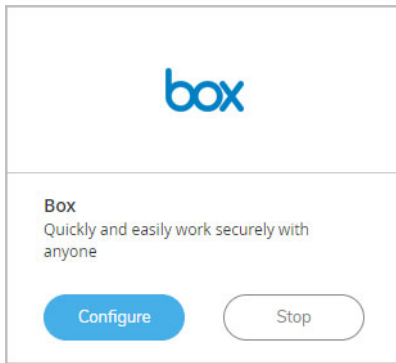 box
Box
Quickly and easily work securely with
anyone
Configure
Stop